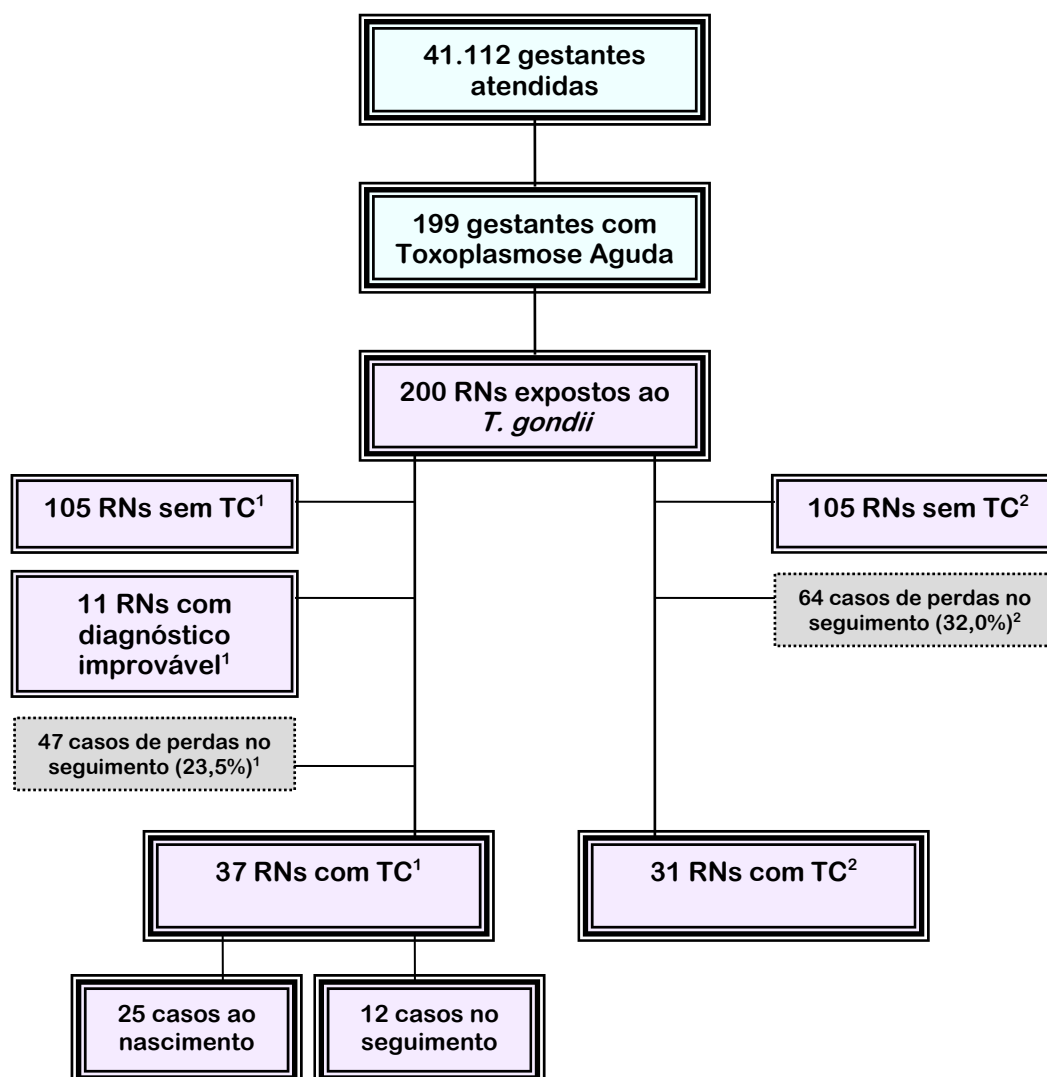 41.112 gestantes
atendidas
199 gestantes com
Toxoplasmose Aguda
200 RNs expostos ao
T. gondii
105 RNs sem TC¹
105 RNs sem TC²
11 RNs com
diagnóstico
improvável¹
64 casos de perdas no
seguimento (32,0%)²
47 casos de perdas no
seguimento (23,5%)¹
37 RNs com TC¹
31 RNs com TC²
25 casos ao
nascimento
12 casos no
seguimento